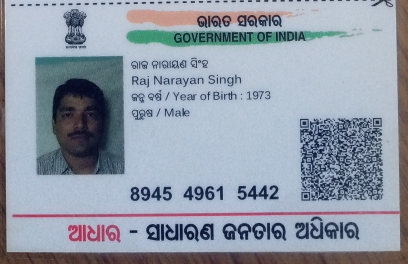 ଭାରତ ସରକାର
GOVERNMENT OF INDIA
ରାଜ ନାରାୟଣ ସିଂହ
Raj Narayan Singh
ଜନ୍ମ ବର୍ଷ / Year of Birth : 1973
ପୁରୁଷ / Male
8945 4961 5442
ଆଧାର - ସାଧାରଣ ଜନତାର ଅଧିକାର